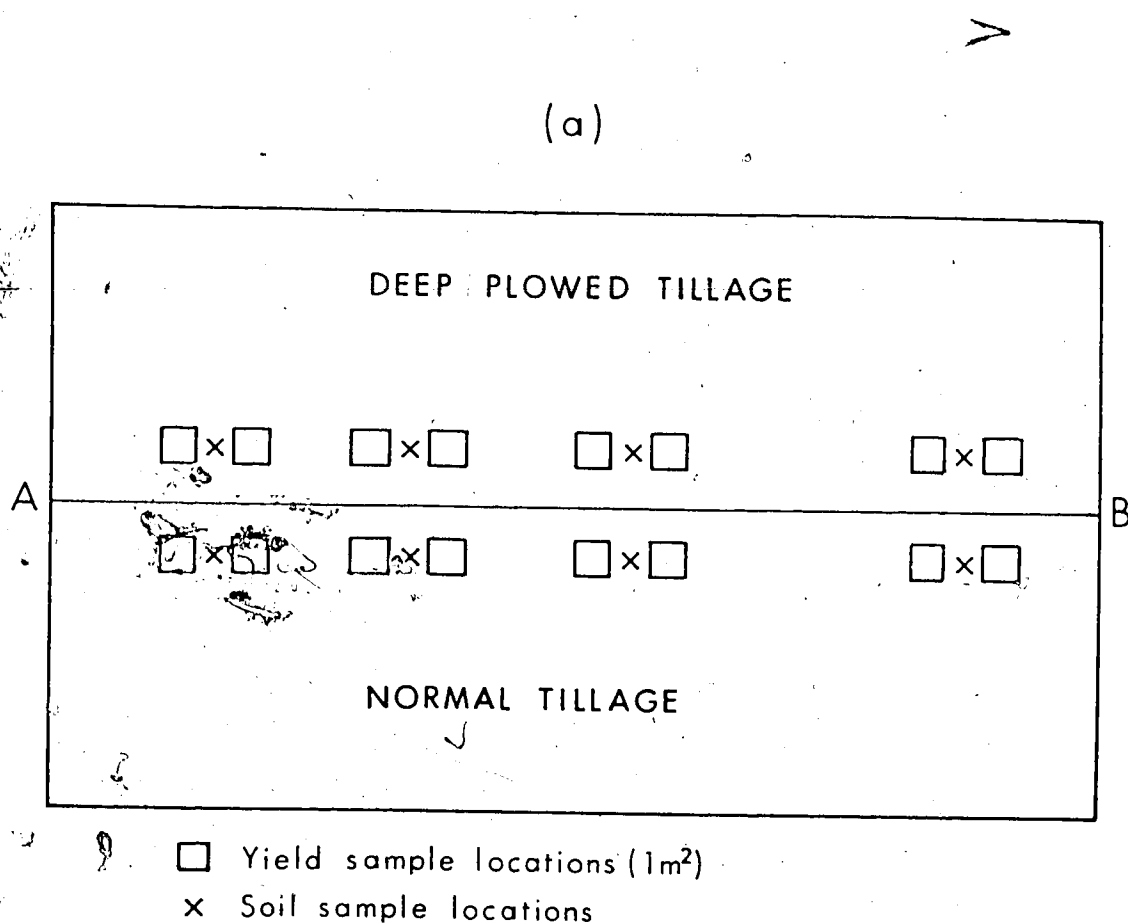 (a)
DEEP PLOWED TILLAGE
A
B
NORMAL TILLAGE
□ Yield sample locations (1m²)
× Soil sample locations